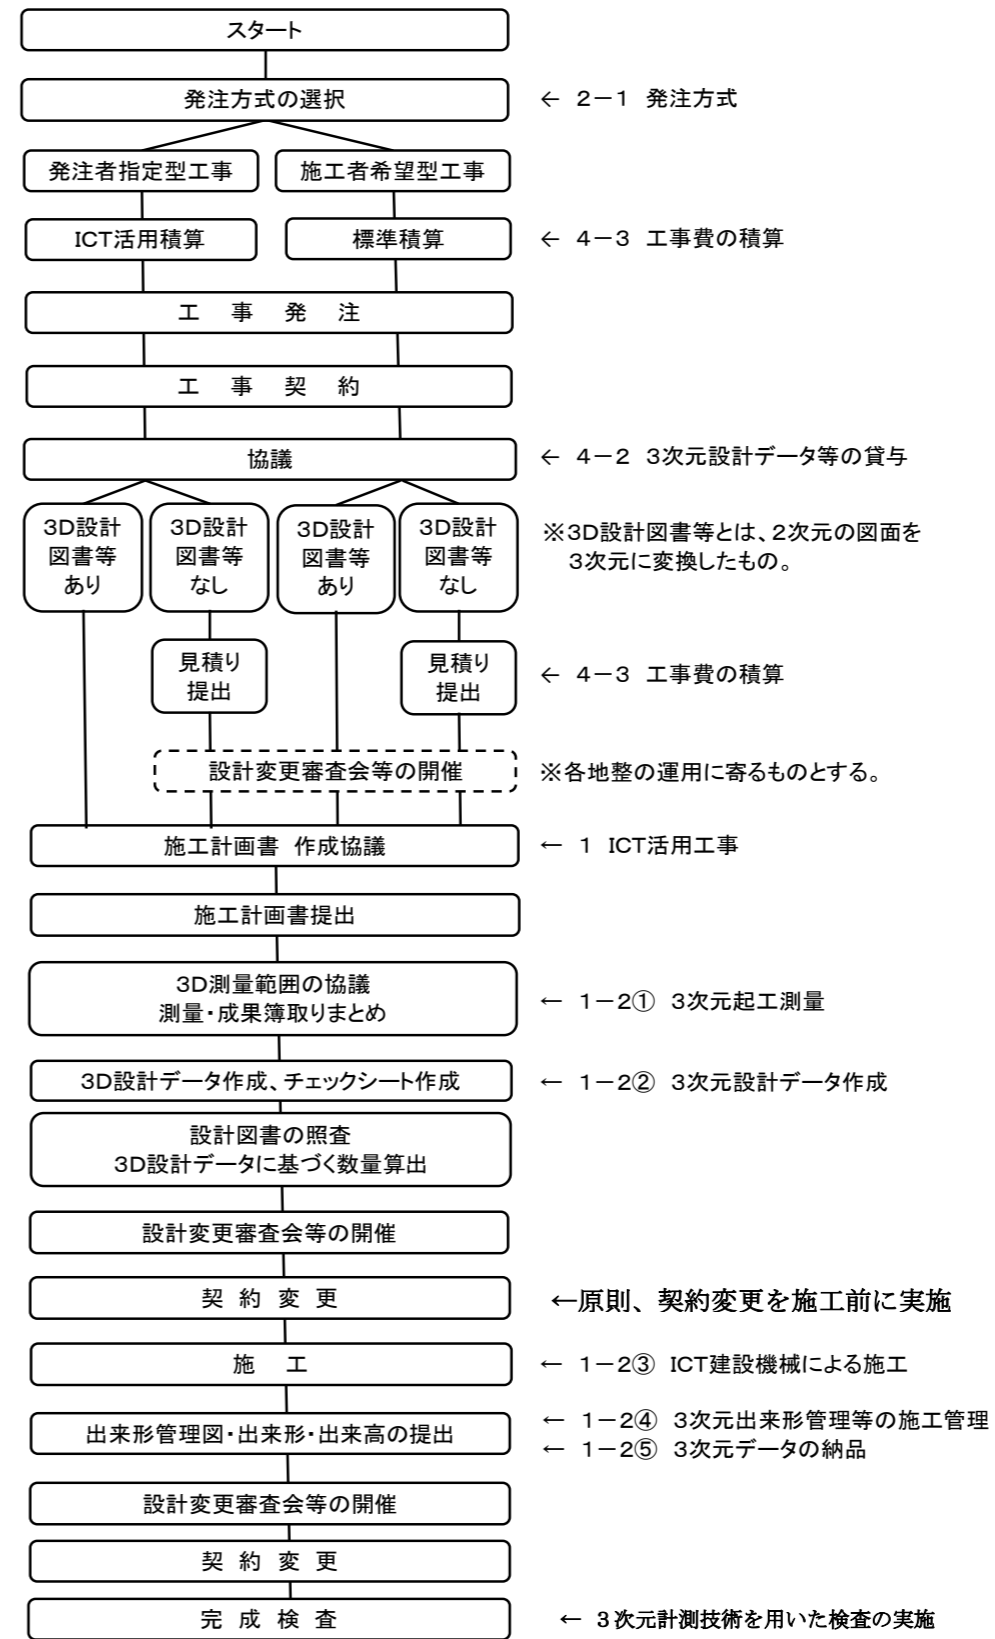 スタート
発注方式の選択
← 2－1 発注方式
発注者指定型工事
施工者希望型工事
ICT活用積算
標準積算
← 4－3 工事費の積算
工 事 発 注
工 事 契 約
協議
← 4－2 3次元設計データ等の貸与
3D設計
図書等
あり
3D設計
図書等
なし
3D設計
図書等
あり
3D設計
図書等
なし
※3D設計図書等とは、2次元の図面を
3次元に変換したもの。
見積り
提出
見積り
提出
← 4－3 工事費の積算
設計変更審査会等の開催
※各地整の運用に寄るものとする。
施工計画書 作成協議
← 1 ICT活用工事
施工計画書提出
3D測量範囲の協議
測量・成果簿取りまとめ
← 1－2① 3次元起工測量
3D設計データ作成、チェックシート作成
← 1－2② 3次元設計データ作成
設計図書の照査
3D設計データに基づく数量算出
設計変更審査会等の開催
契 約 変 更
←原則、契約変更を施工前に実施
施 工
← 1－2③ ICT建設機械による施工
出来形管理図・出来形・出来高の提出
← 1－2④ 3次元出来形管理等の施工管理
← 1－2⑤ 3次元データの納品
設計変更審査会等の開催
契 約 変 更
完 成 検 査
← 3次元計測技術を用いた検査の実施